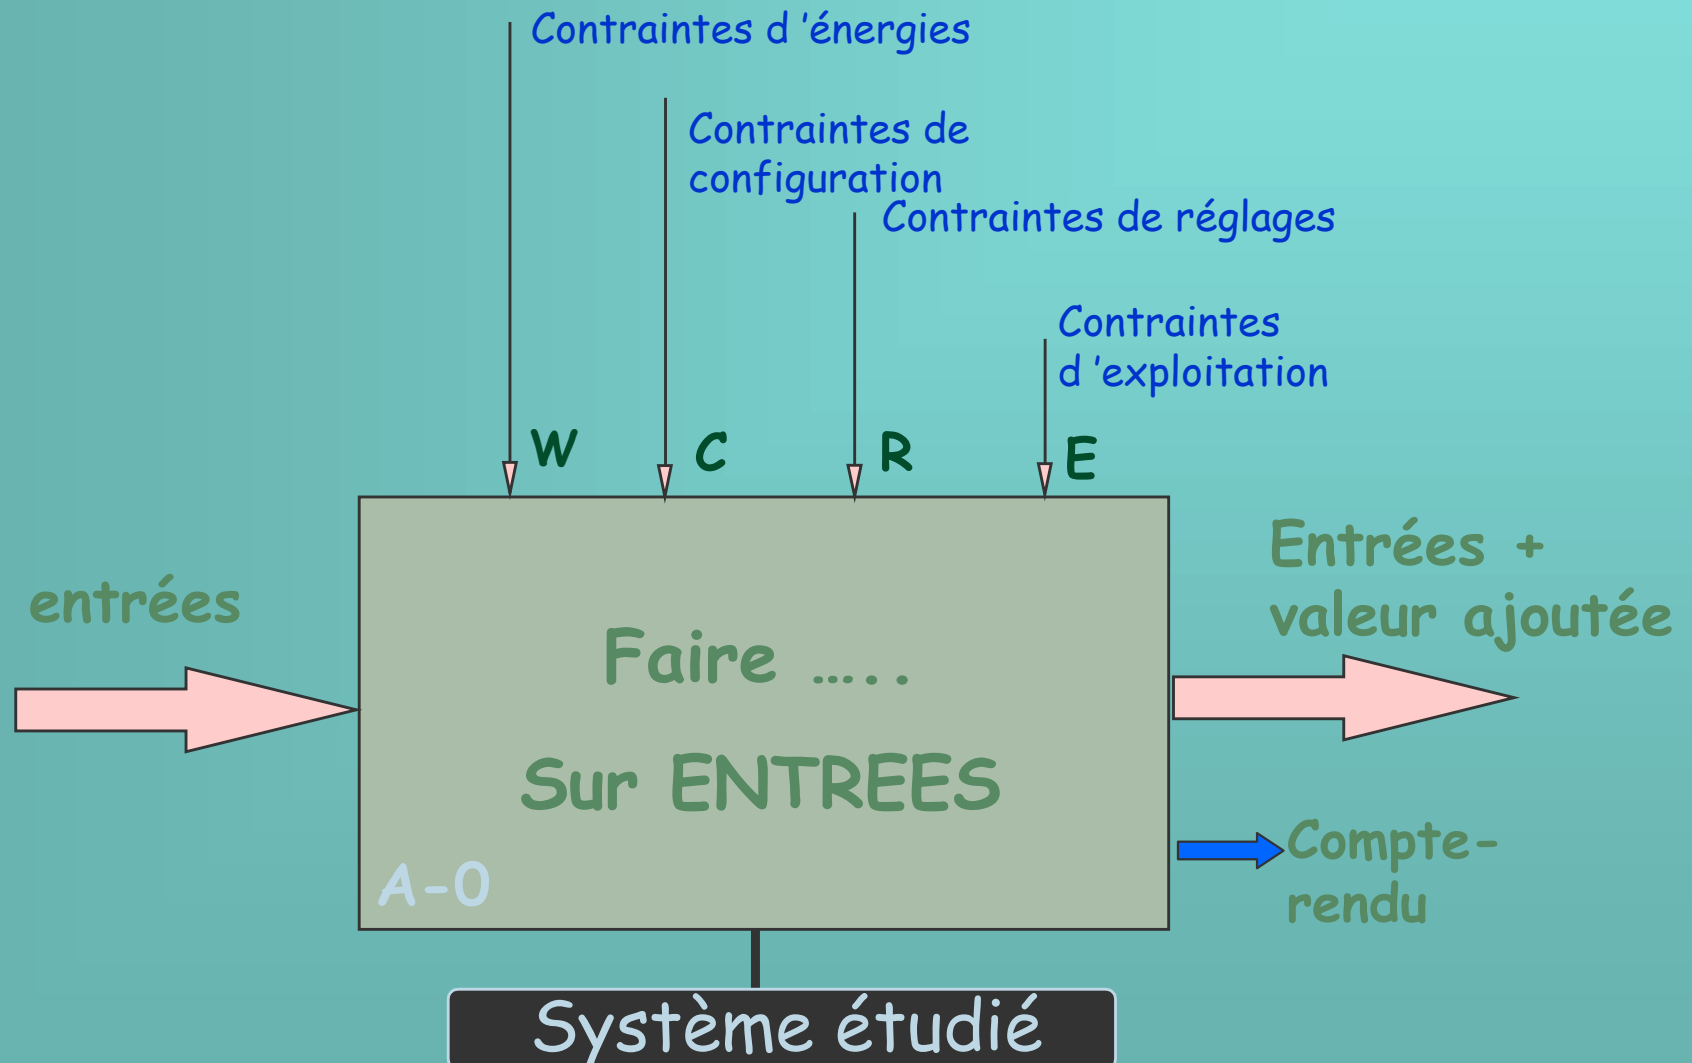 Contraintes d ’énergies
Contraintes de
configuration
Contraintes de réglages
Contraintes
d ’exploitation
W
C
R
E
entrées
Entrées +
valeur ajoutée
Faire …..
Sur ENTREES
A-0
Compte-
rendu
Système étudié